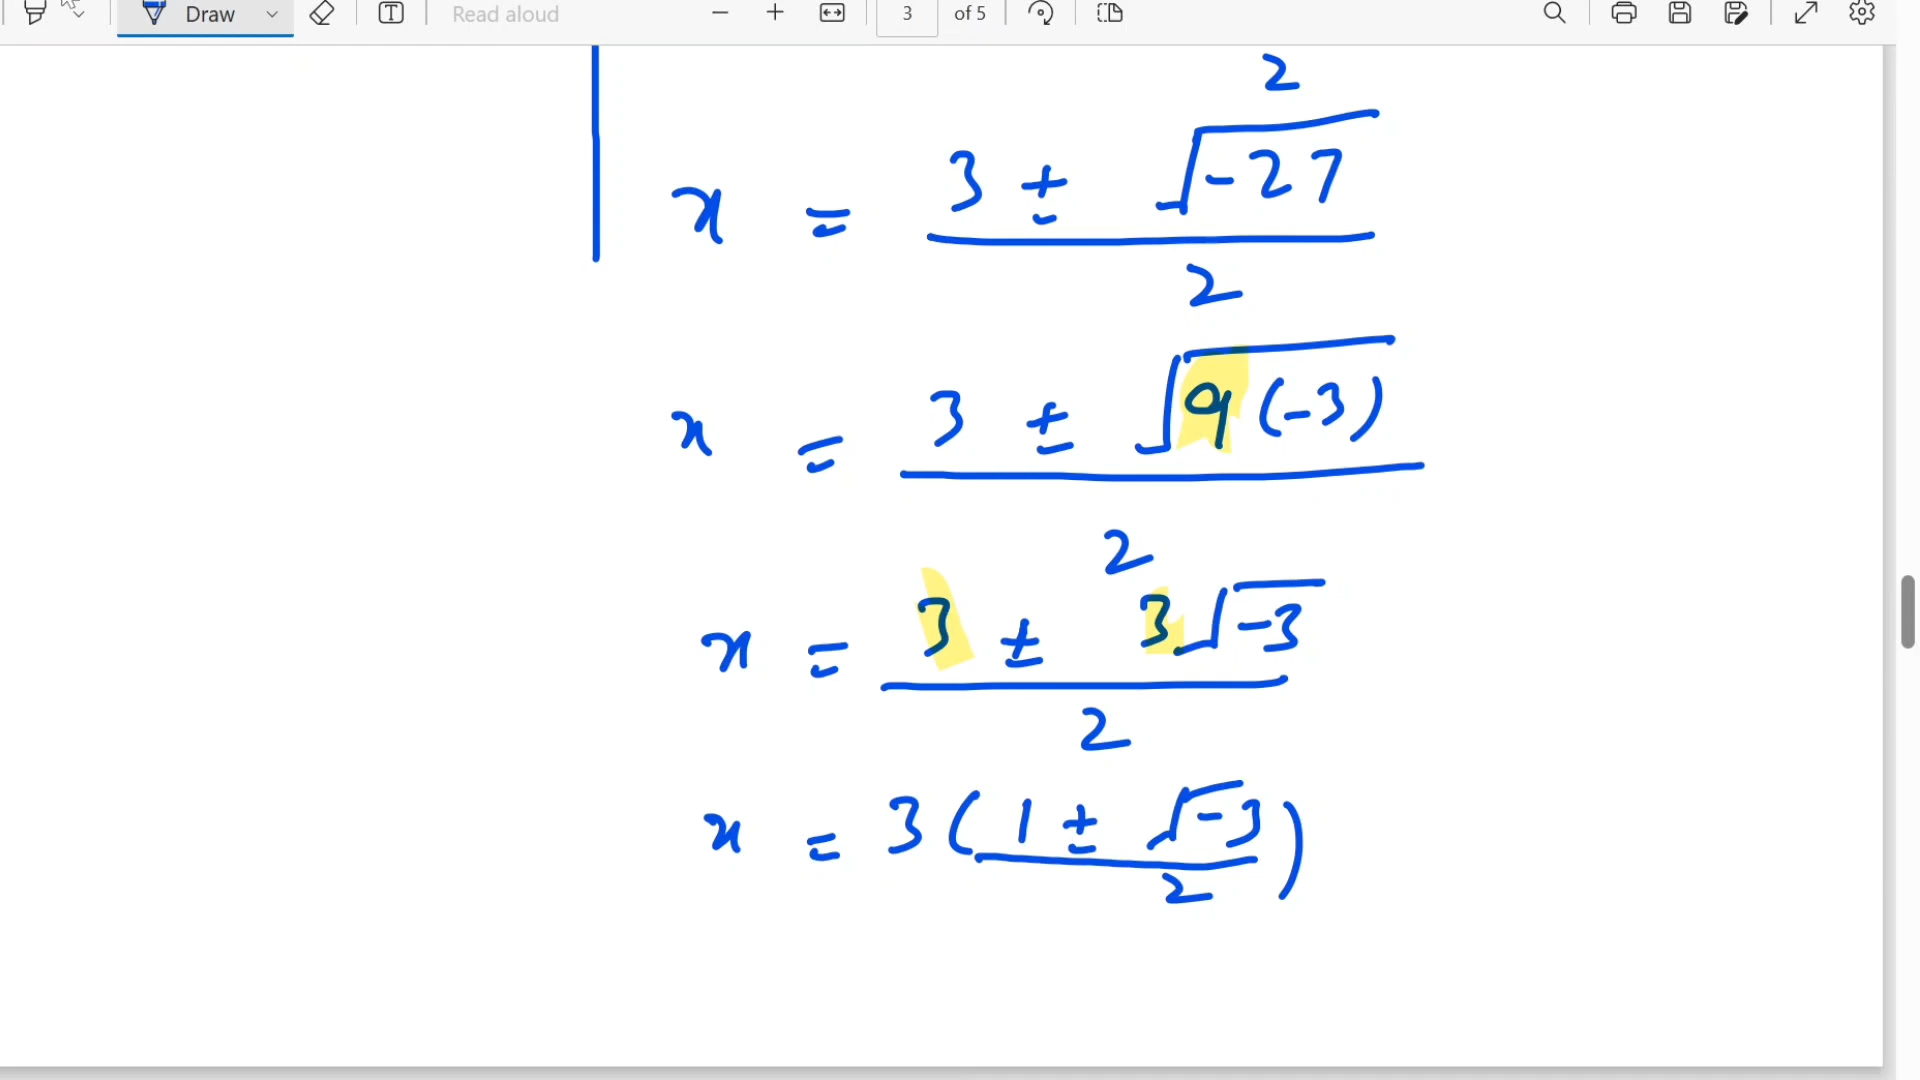 Draw Read aloud 3 of 5
2
x = 3 ± √-27
2
x = 3 ± √9(-3)
2
x = 3 ± 3√-3
2
x = 3(1 ± √-3)
2